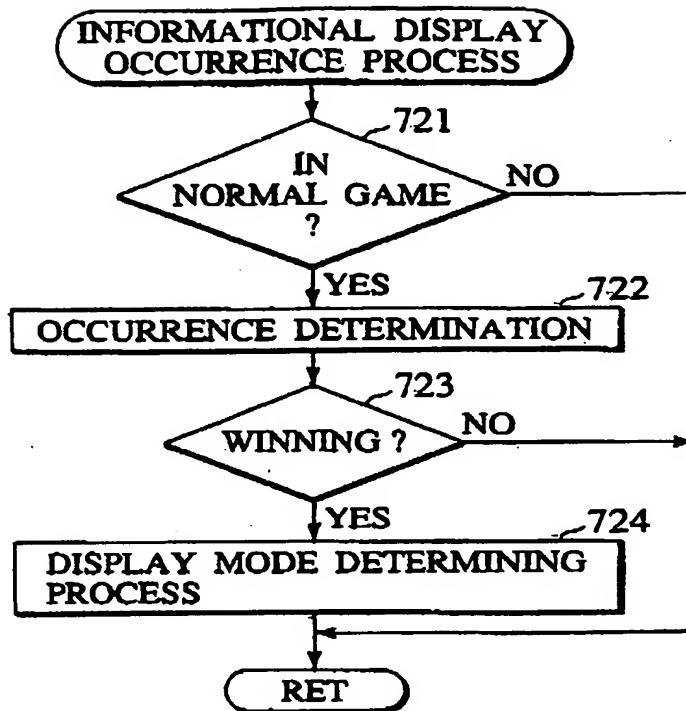 INFORMATIONAL DISPLAY
OCCURRENCE PROCESS
721
IN
NORMAL GAME
?
NO
YES
722
OCCURRENCE DETERMINATION
723
WINNING ?
NO
YES
724
DISPLAY MODE DETERMINING
PROCESS
RET